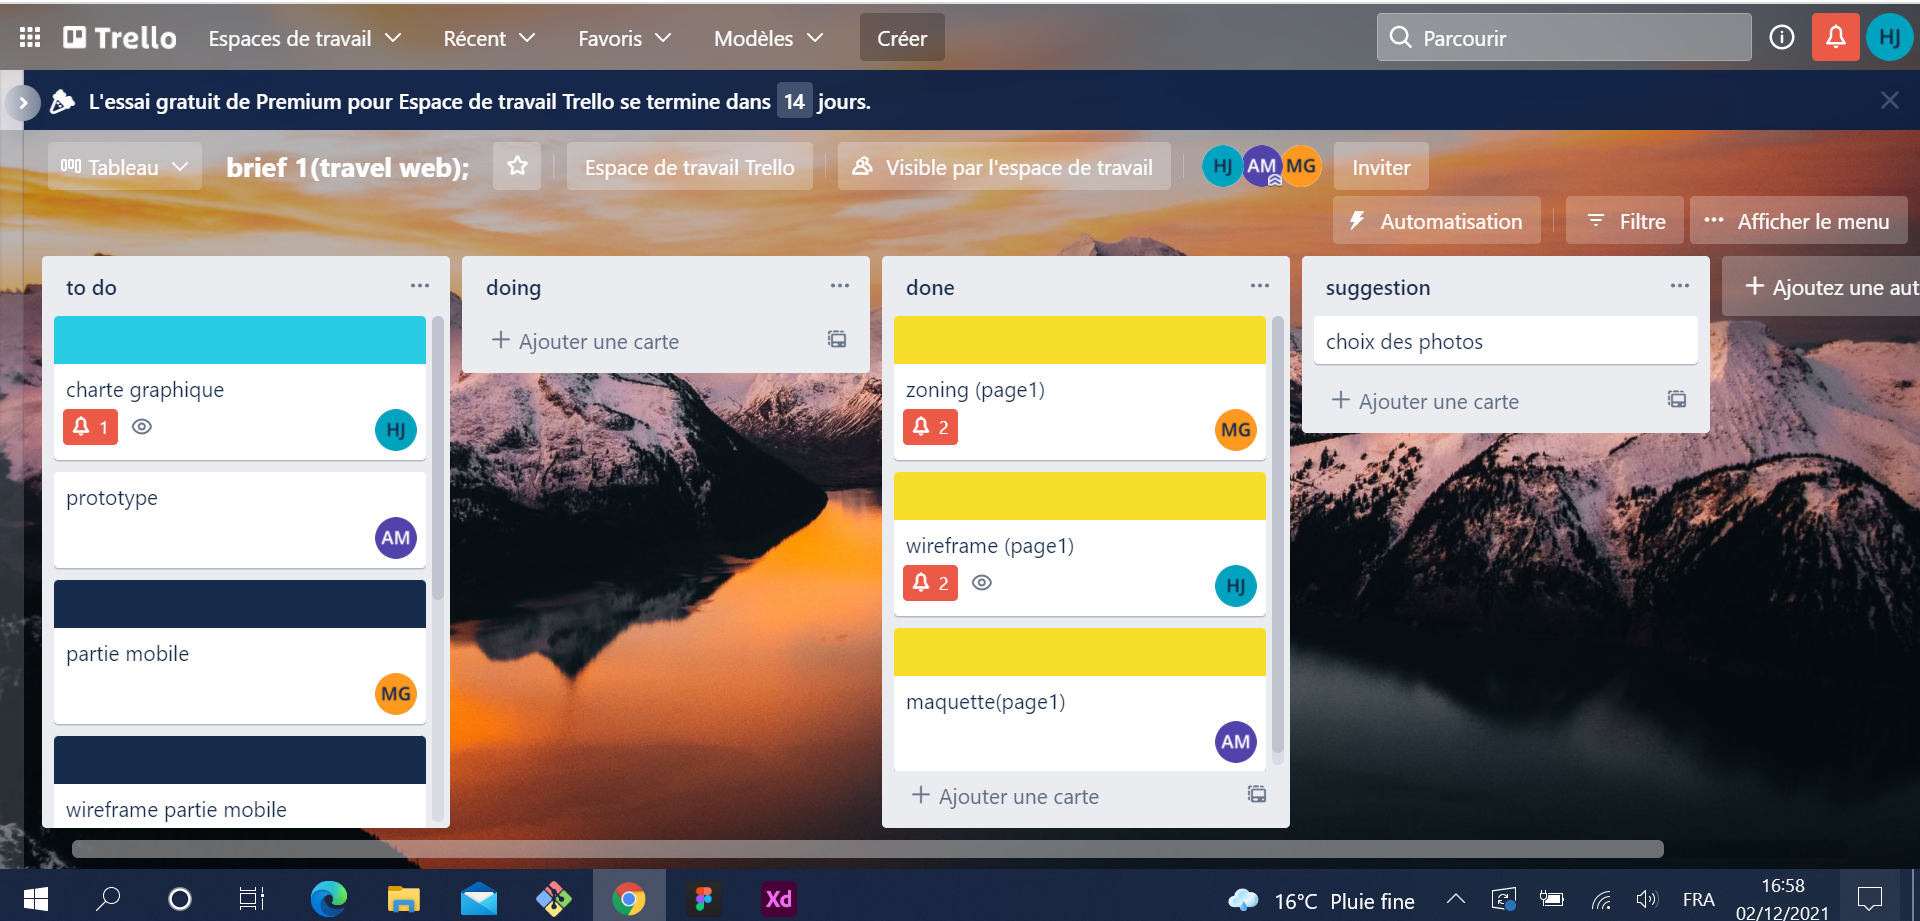 Trello
Espaces de travail
Récent
Favoris
Modèles
Créer
Parcourir
HJ
L'essai gratuit de Premium pour Espace de travail Trello se termine dans 14 jours.
Tableau
brief 1(travel web);
Espace de travail Trello
Visible par l'espace de travail
HJ
AM
MG
Inviter
Automatisation
Filtre
Afficher le menu
to do
charte graphique
1
HJ
prototype
AM
partie mobile
MG
wireframe partie mobile
doing
Ajouter une carte
done
zoning (page1)
2
MG
wireframe (page1)
2
HJ
maquette(page1)
AM
Ajouter une carte
suggestion
choix des photos
Ajouter une carte
Ajoutez une aut
Xd
16°C Pluie fine
FRA
16:58
02/12/2021